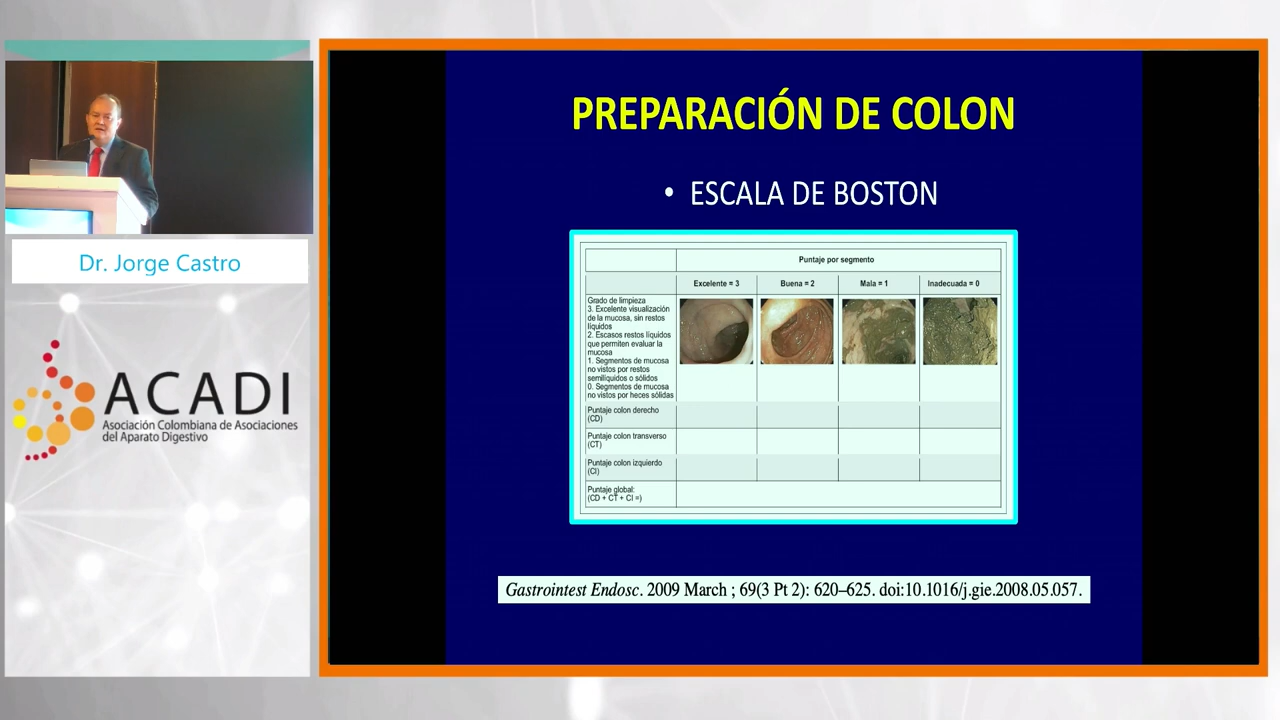 PREPARACIÓN DE COLON
• ESCALA DE BOSTON
Puntaje por segmento
Excelente = 3
Buena = 2
Mala = 1
Inadecuada = 0
Grado de limpieza
3. Excelente visualización
de la mucosa, sin restos
líquidos
2. Escasos restos líquidos
que permiten evaluar la
mucosa
1. Segmentos de mucosa
no vistos por restos
semilíquidos o sólidos
0. Segmentos de mucosa
no vistos por heces sólidas
Puntaje colon derecho
(CD)
Puntaje colon transverso
(CT)
Puntaje colon izquierdo
(CI)
Puntaje global:
(CD + CT + CI =)
Gastrointest Endosc. 2009 March ; 69(3 Pt 2): 620–625. doi:10.1016/j.gie.2008.05.057.
Dr. Jorge Castro
ACADI
Asociación Colombiana de Asociaciones
del Aparato Digestivo